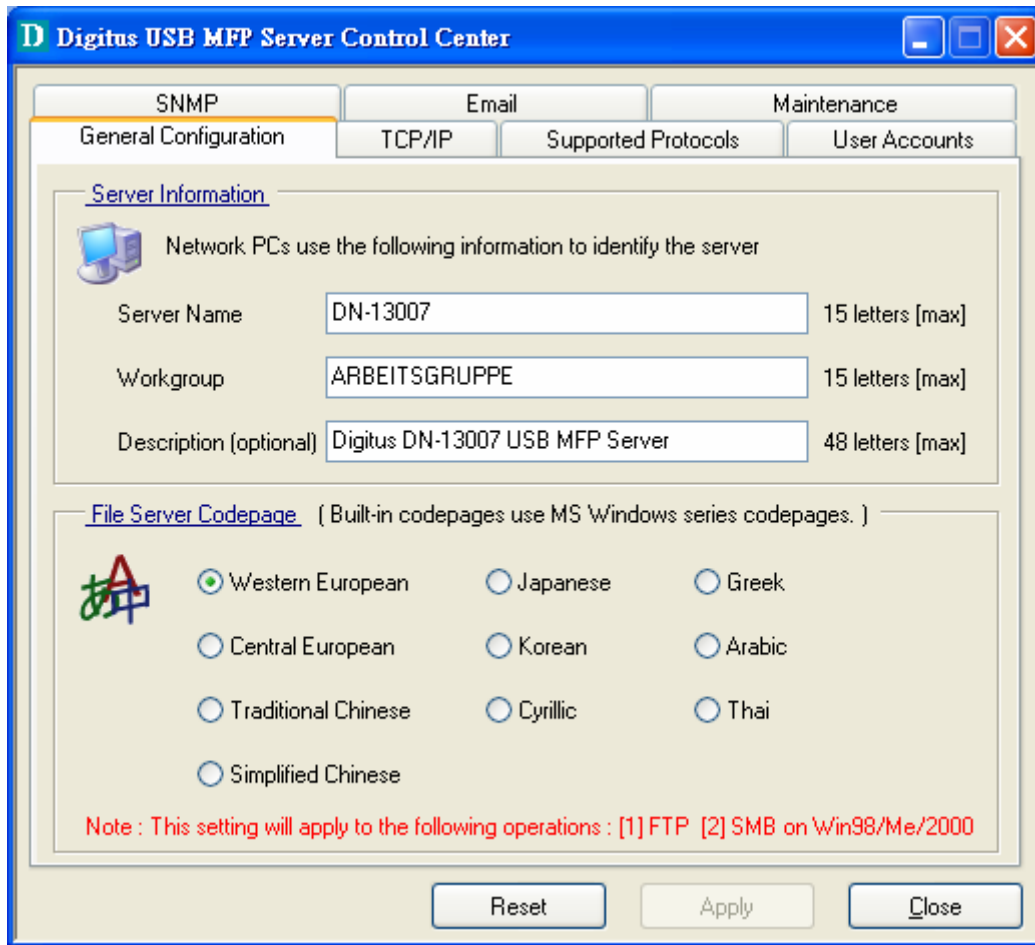 D Digitus USB MFP Server Control Center
SNMP Email Maintenance
General Configuration TCP/IP Supported Protocols User Accounts
Server Information
Network PCs use the following information to identify the server
Server Name DN-13007 15 letters [max]
Workgroup ARBEITSGRUPPE 15 letters [max]
Description (optional) Digitus DN-13007 USB MFP Server 48 letters [max]
File Server Codepage ( Built-in codepages use MS Windows series codepages. )
あAF中
Western European Japanese Greek
Central European Korean Arabic
Traditional Chinese Cyrillic Thai
Simplified Chinese
Note : This setting will apply to the following operations : [1] FTP [2] SMB on Win98/Me/2000
Reset Apply Close